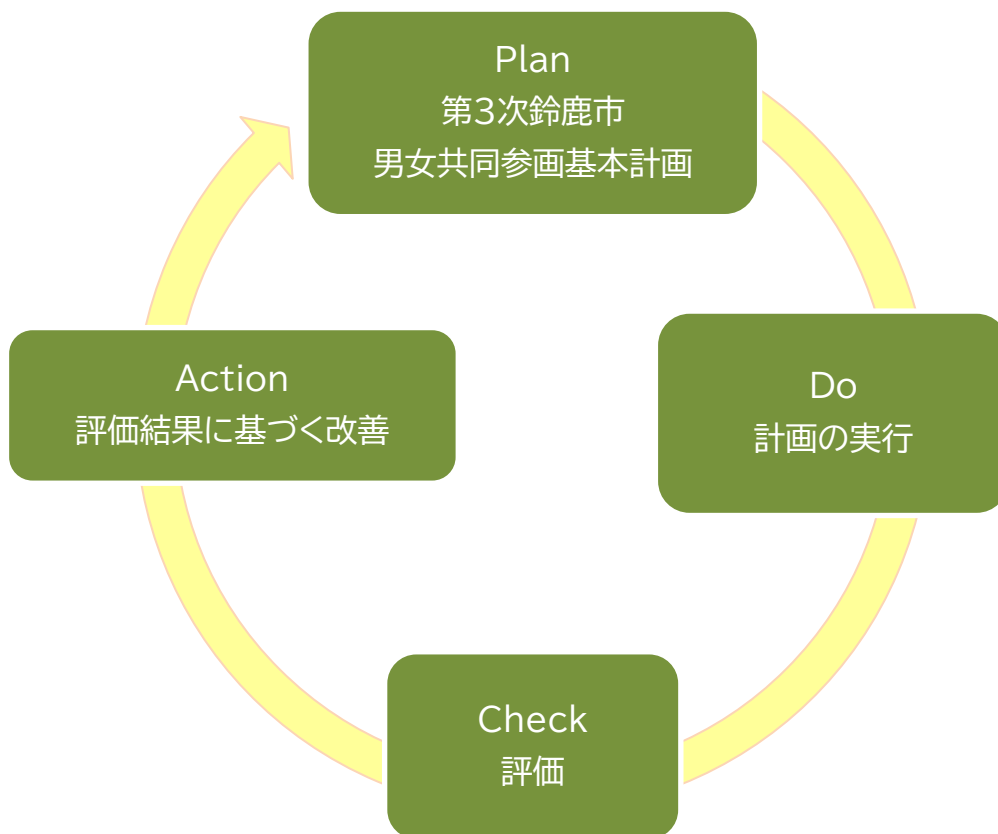 Plan
第3次鈴鹿市
男女共同参画基本計画
Do
計画の実行
Check
評価
Action
評価結果に基づく改善